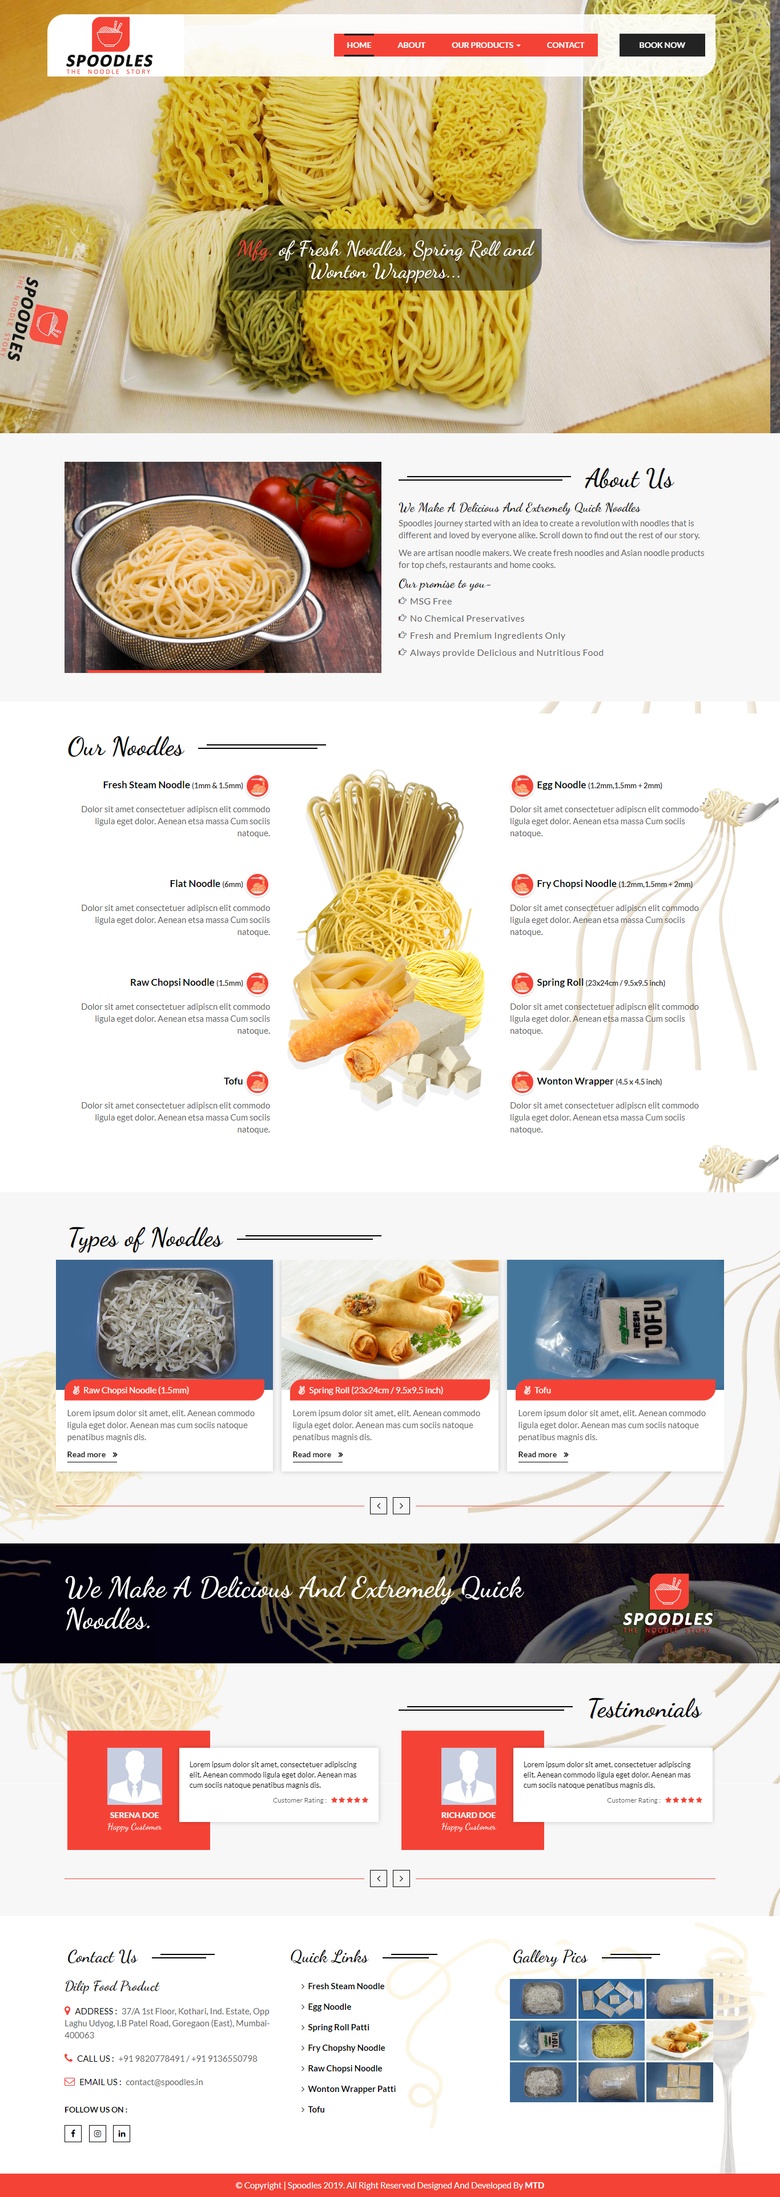 SPOODLES
THE NOODLE STORY
HOME ABOUT OUR PRODUCTS CONTACT BOOK NOW
Mfg. of Fresh Noodles, Spring Roll and
Wonton Wrappers...
SPOODLES
THE NOODLE STORY
About Us
We Make A Delicious And Extremely Quick Noodles
Spoodles journey started with an idea to create a revolution with noodles that is
different and loved by everyone alike. Scroll down to find out the rest of our story.
We are artisan noodle makers. We create fresh noodles and Asian noodle products
for top chefs, restaurants and home cooks.
Our promise to you-
MSG Free
No Chemical Preservatives
Fresh and Premium Ingredients Only
Always provide Delicious and Nutritious Food
Our Noodles
Fresh Steam Noodle (1mm & 1.5mm)
Dolor sit amet consectetuer adipiscn elit commodo
ligula eget dolor. Aenean etsa massa Cum sociis
natoque.
Flat Noodle (6mm)
Dolor sit amet consectetuer adipiscn elit commodo
ligula eget dolor. Aenean etsa massa Cum sociis
natoque.
Raw Chopsi Noodle (1.5mm)
Dolor sit amet consectetuer adipiscn elit commodo
ligula eget dolor. Aenean etsa massa Cum sociis
natoque.
Tofu
Dolor sit amet consectetuer adipiscn elit commodo
ligula eget dolor. Aenean etsa massa Cum sociis
natoque.
Egg Noodle (1.2mm,1.5mm + 2mm)
Dolor sit amet consectetuer adipiscn elit commodo
ligula eget dolor. Aenean etsa massa Cum sociis
natoque.
Fry Chopsi Noodle (1.2mm,1.5mm + 2mm)
Dolor sit amet consectetuer adipiscn elit commodo
ligula eget dolor. Aenean etsa massa Cum sociis
natoque.
Spring Roll (23x24cm / 9.5x9.5 inch)
Dolor sit amet consectetuer adipiscn elit commodo
ligula eget dolor. Aenean etsa massa Cum sociis
natoque.
Wonton Wrapper (4.5 x 4.5 inch)
Dolor sit amet consectetuer adipiscn elit commodo
ligula eget dolor. Aenean etsa massa Cum sociis
natoque.
Types of Noodles
Raw Chopsi Noodle (1.5mm)
Lorem ipsum dolor sit amet, elit. Aenean commodo
ligula eget dolor. Aenean mas cum sociis natoque
penatibus magnis dis.
Read more
Spring Roll (23x24cm / 9.5x9.5 inch)
Lorem ipsum dolor sit amet, elit. Aenean commodo
ligula eget dolor. Aenean mas cum sociis natoque
penatibus magnis dis.
Read more
FRESH
TOFU
Tofu
Lorem ipsum dolor sit amet, elit. Aenean commodo
ligula eget dolor. Aenean mas cum sociis natoque
penatibus magnis dis.
Read more
We Make A Delicious And Extremely Quick
Noodles.
SPOODLES
THE NOODLE STORY
Testimonials
SERENA DOE
Happy Customer
Lorem ipsum dolor sit amet, consectetuer adipiscing
elit. Aenean commodo ligula eget dolor. Aenean mas
cum sociis natoque penatibus magnis dis.
Customer Rating :
RICHARD DOE
Happy Customer
Lorem ipsum dolor sit amet, consectetuer adipiscing
elit. Aenean commodo ligula eget dolor. Aenean mas
cum sociis natoque penatibus magnis dis.
Customer Rating :
Contact Us
Dilip Food Product
ADDRESS : 37/A 1st Floor, Kothari, Ind. Estate, Opp
Laghu Udyog, I.B Patel Road, Goregaon (East), Mumbai-
400063
CALL US : +91 9820778491 / +91 9136550798
EMAIL US : contact@spoodles.in
FOLLOW US ON :
Quick Links
Fresh Steam Noodle
Egg Noodle
Spring Roll Patti
Fry Chopshy Noodle
Raw Chopsi Noodle
Wonton Wrapper Patti
Tofu
Gallery Pics
TOFU
© Copyright | Spoodles 2019. All Right Reserved Designed And Developed By MTD